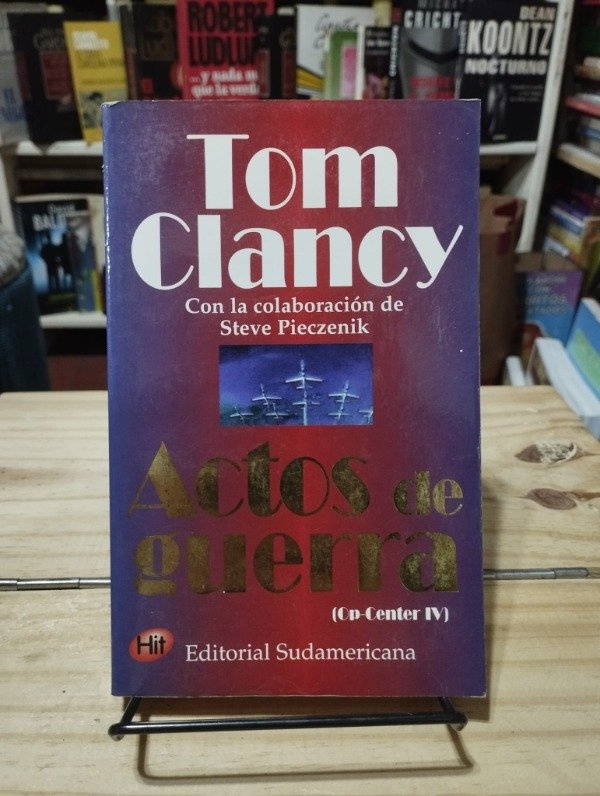 ROBERT
LUDLUM
...y nada m
que la verda
CRICHT
DEAN
KOONTZ
NOCTURNO
Tom
Clancy
Con la colaboración de
Steve Pieczenik
Actos de
guerra
(Op-Center IV)
Hit
Editorial Sudamericana